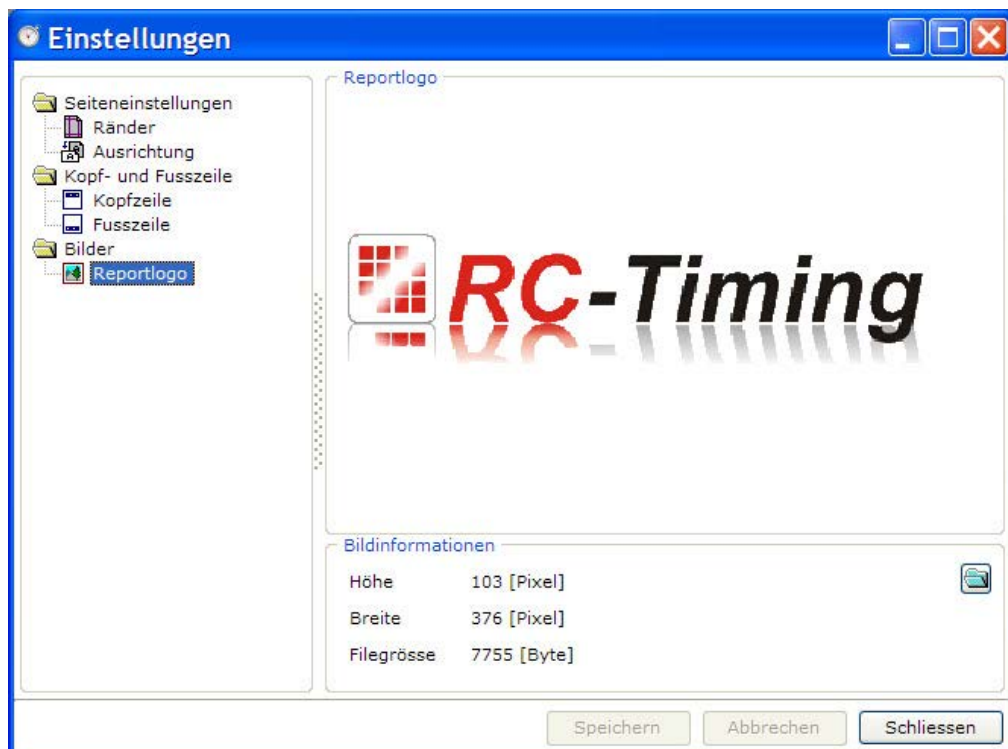 Einstellungen
Seiteneinstellungen
Ränder
Ausrichtung
Kopf- und Fusszeile
Kopfzeile
Fusszeile
Bilder
Reportlogo
Reportlogo
RC-Timing
Bildinformationen
Höhe 103 [Pixel]
Breite 376 [Pixel]
Filegrösse 7755 [Byte]
Speichern Abbrechen Schliessen